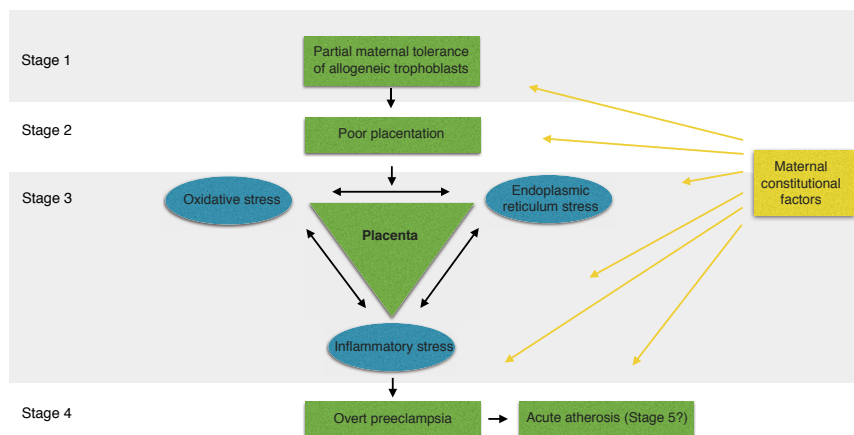 Stage 1
Partial maternal tolerance
of allogeneic trophoblasts
Stage 2
Poor placentation
Maternal
constitutional
factors
Stage 3
Oxidative stress
Endoplasmic
reticulum stress
Placenta
Inflammatory stress
Stage 4
Overt preeclampsia
Acute atherosis (Stage 5?)